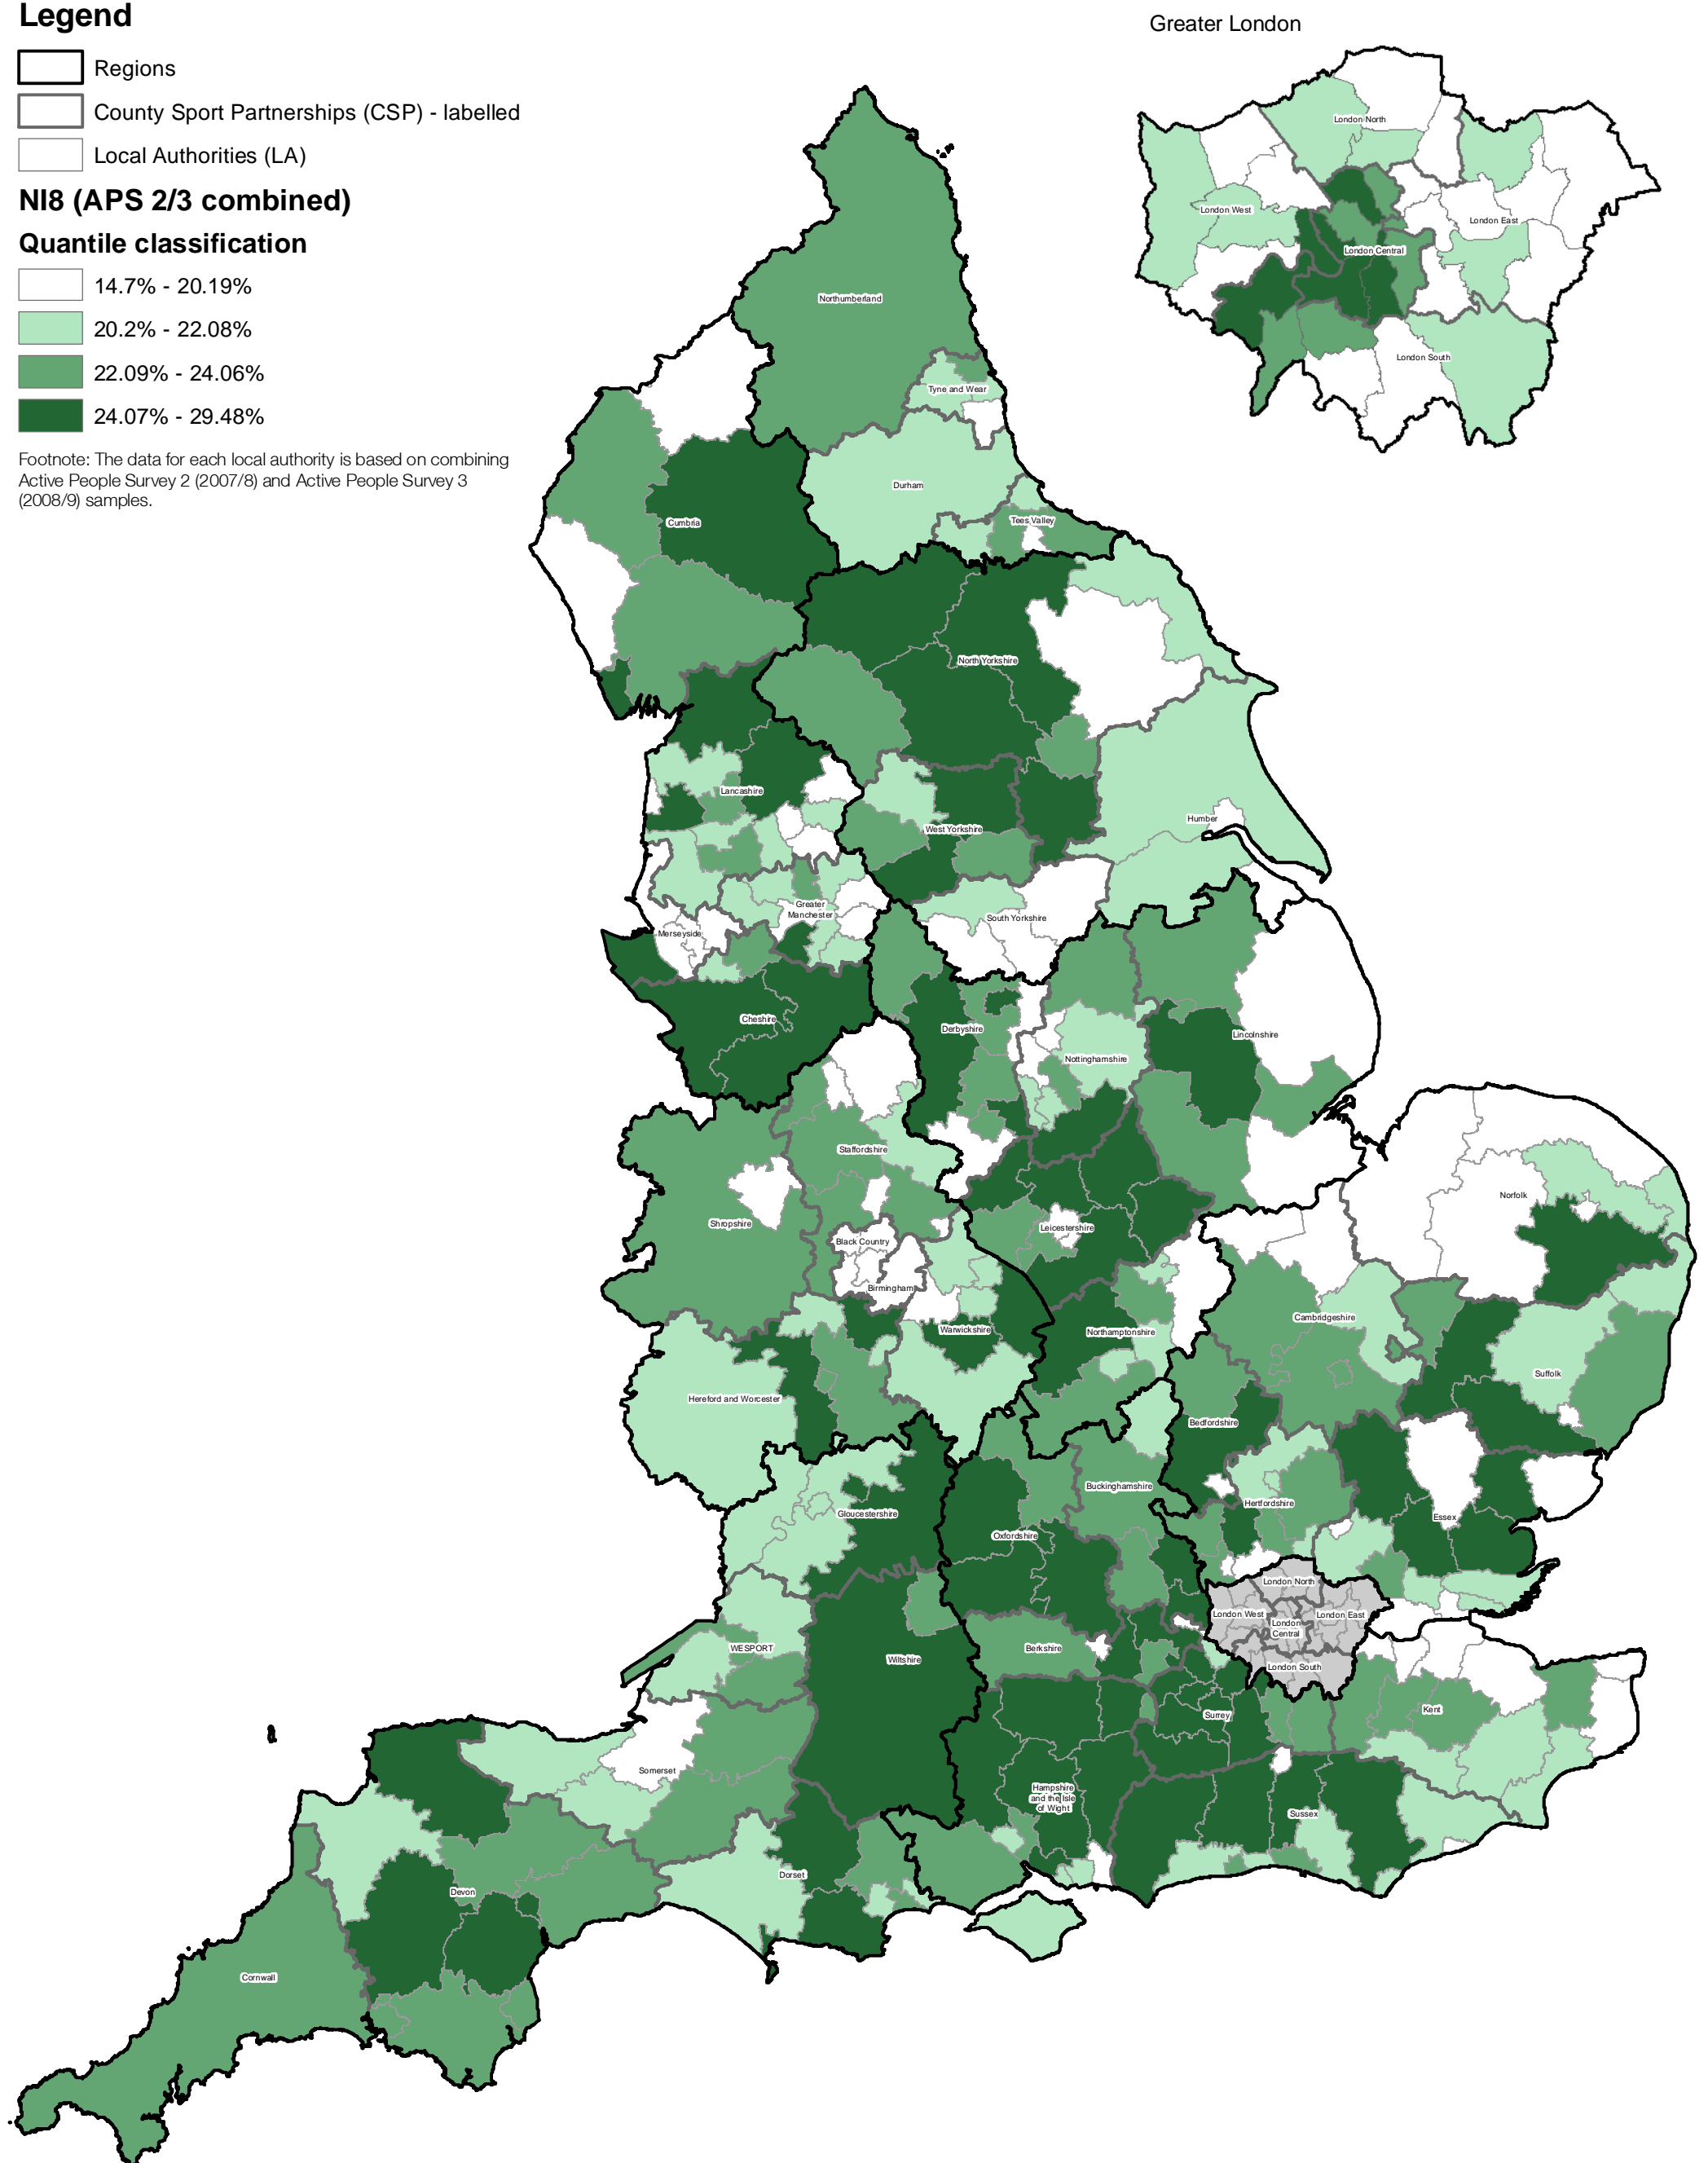 Legend
Regions
County Sport Partnerships (CSP) - labelled
Local Authorities (LA)
NI8 (APS 2/3 combined)
Quantile classification
14.7% - 20.19%
20.2% - 22.08%
22.09% - 24.06%
24.07% - 29.48%
Footnote: The data for each local authority is based on combining
Active People Survey 2 (2007/8) and Active People Survey 3
(2008/9) samples.
Greater London
London North
London West
London East
London Central
London South
Northumberland
Tyne and Wear
Durham
Tees Valley
Cumbria
North Yorkshire
Lancashire
West Yorkshire
Humber
Greater
Manchester
South Yorkshire
Merseyside
Cheshire
Derbyshire
Lincolnshire
Nottinghamshire
Staffordshire
Norfolk
Shropshire
Leicestershire
Black Country
Birmingham
Cambridgeshire
Warwickshire
Northamptonshire
Suffolk
Hereford and Worcester
Bedfordshire
Buckinghamshire
Hertfordshire
Gloucestershire
Essex
Oxfordshire
London North
London West
London East
London
Central
London South
WESPORT
Berkshire
Wiltshire
Kent
Surrey
Somerset
Hampshire
and the Isle
of Wight
Sussex
Dorset
Devon
Cornwall